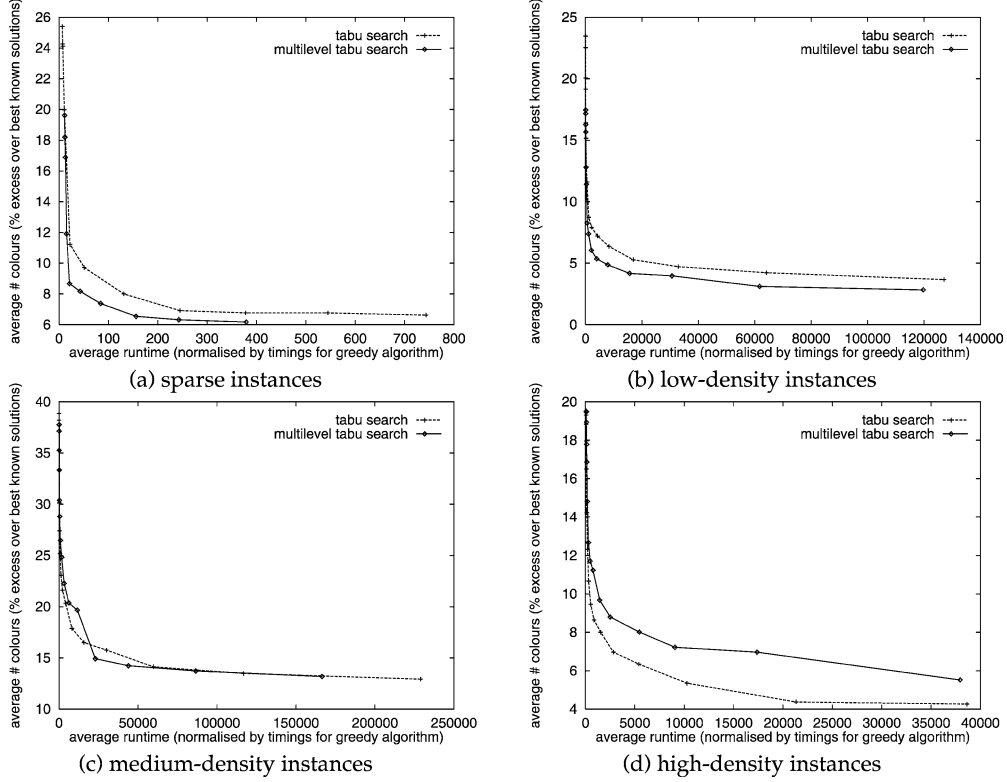 average # colours (% excess over best known solutions)
26
24
22
20
18
16
14
12
10
8
6
tabu search
multilevel tabu search
0 100 200 300 400 500 600 700 800
average runtime (normalised by timings for greedy algorithm)
(a) sparse instances
average # colours (% excess over best known solutions)
25
20
15
10
5
0
tabu search
multilevel tabu search
0 20000 40000 60000 80000 100000 120000 140000
average runtime (normalised by timings for greedy algorithm)
(b) low-density instances
average # colours (% excess over best known solutions)
40
35
30
25
20
15
10
tabu search
multilevel tabu search
0 50000 100000 150000 200000 250000
average runtime (normalised by timings for greedy algorithm)
(c) medium-density instances
average # colours (% excess over best known solutions)
20
18
16
14
12
10
8
6
4
tabu search
multilevel tabu search
0 5000 10000 15000 20000 25000 30000 35000 40000
average runtime (normalised by timings for greedy algorithm)
(d) high-density instances